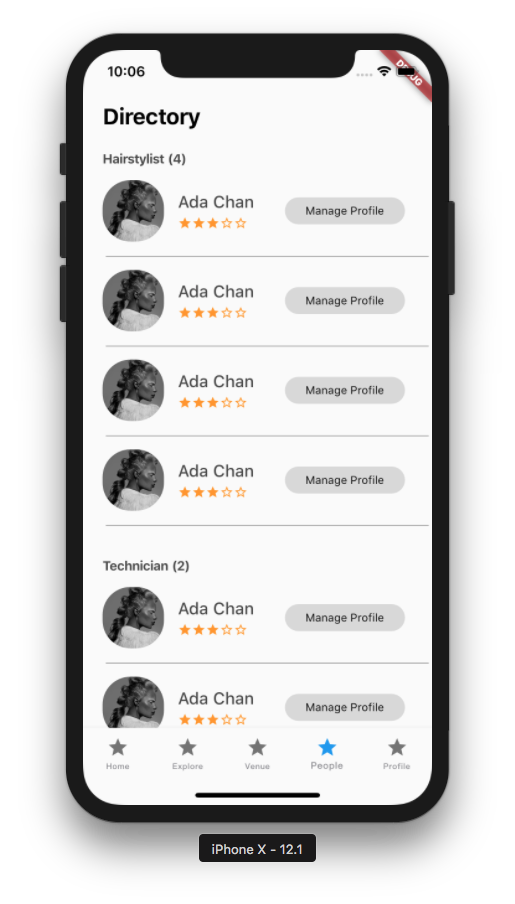 10:06
DEBUG
Directory
Hairstylist (4)
Ada Chan
Manage Profile
Ada Chan
Manage Profile
Ada Chan
Manage Profile
Ada Chan
Manage Profile
Technician (2)
Ada Chan
Manage Profile
Ada Chan
Manage Profile
Home Explore Venue People Profile
iPhone X - 12.1